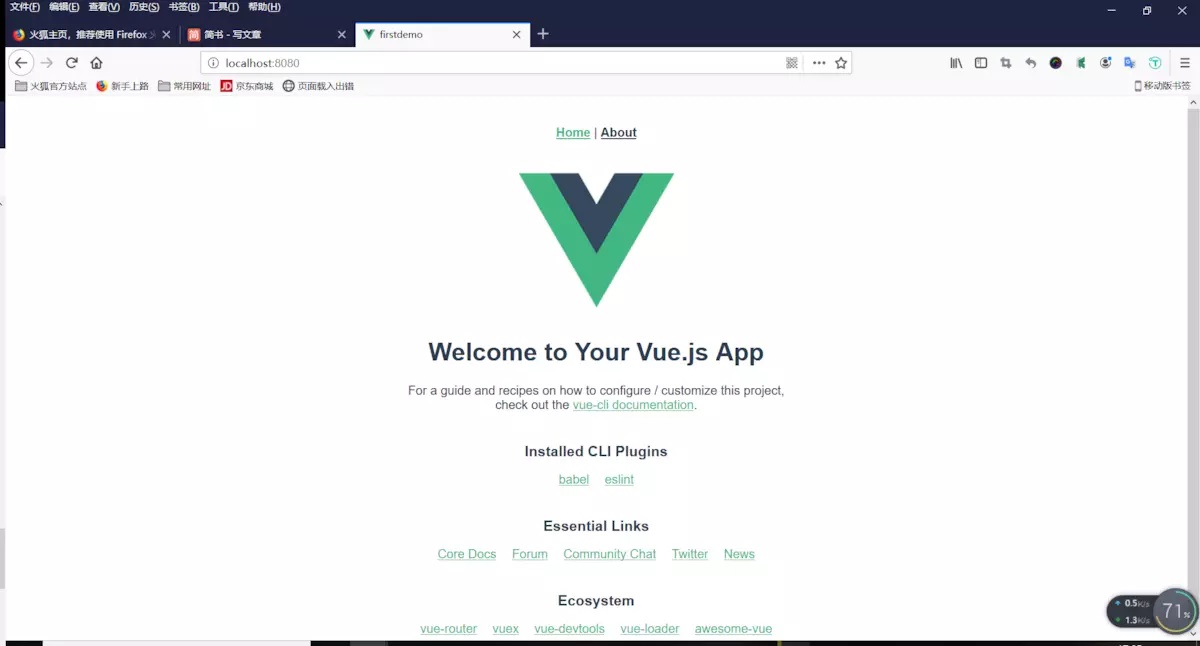 文件(F) 编辑(E) 查看(V) 历史(S) 书签(B) 工具(T) 帮助(H)
火狐主页，推荐使用 Firefox 简书 - 写文章 firstdemo
localhost:8080
火狐官方站点 新手上路 常用网址 JD 京东商城 页面载入出错 移动版书签
Home | About
Welcome to Your Vue.js App
For a guide and recipes on how to configure / customize this project,
check out the vue-cli documentation.
Installed CLI Plugins
babel eslint
Essential Links
Core Docs Forum Community Chat Twitter News
Ecosystem
0.5K/s
71%
1.3K/s
vue-router vuex vue-devtools vue-loader awesome-vue